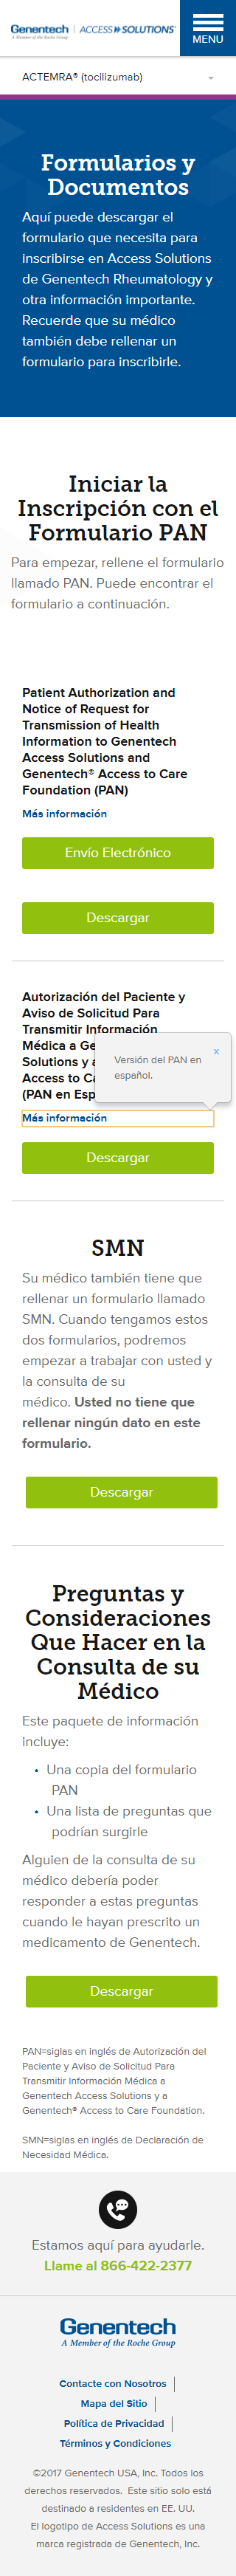 Genentech
A Member of the Roche Group
ACCESS SOLUTIONS
MENU
ACTEMRA® (tocilizumab)
Formularios y
Documentos
Aquí puede descargar el
formulario que necesita para
inscribirse en Access Solutions
de Genentech Rheumatology y
otra información importante.
Recuerde que su médico
también debe rellenar un
formulario para inscribirle.
Iniciar la
Inscripción con el
Formulario PAN
Para empezar, rellene el formulario
llamado PAN. Puede encontrar el
formulario a continuación.
Patient Authorization and
Notice of Request for
Transmission of Health
Information to Genentech
Access Solutions and
Genentech® Access to Care
Foundation (PAN)
Más información
Envío Electrónico
Descargar
Autorización del Paciente y
Aviso de Solicitud Para
Transmitir Información
Médica a Ge
Solutions y a
Access to Ca
(PAN en Esp
x
Versión del PAN en
español.
Más información
Descargar
SMN
Su médico también tiene que
rellenar un formulario llamado
SMN. Cuando tengamos estos
dos formularios, podremos
empezar a trabajar con usted y
la consulta de su
médico. Usted no tiene que
rellenar ningún dato en este
formulario.
Descargar
Preguntas y
Consideraciones
Que Hacer en la
Consulta de su
Médico
Este paquete de información
incluye:
• Una copia del formulario
PAN
• Una lista de preguntas que
podrían surgirle
Alguien de la consulta de su
médico debería poder
responder a estas preguntas
cuando le hayan prescrito un
medicamento de Genentech.
Descargar
PAN=siglas en inglés de Autorización del
Paciente y Aviso de Solicitud Para
Transmitir Información Médica a
Genentech Access Solutions y a
Genentech® Access to Care Foundation.
SMN=siglas en inglés de Declaración de
Necesidad Médica.
Estamos aquí para ayudarle.
Llame al 866-422-2377
Genentech
A Member of the Roche Group
Contacte con Nosotros
Mapa del Sitio
Política de Privacidad
Términos y Condiciones
©2017 Genentech USA, Inc. Todos los
derechos reservados. Este sitio solo está
destinado a residentes en EE. UU.
El logotipo de Access Solutions es una
marca registrada de Genentech, Inc.